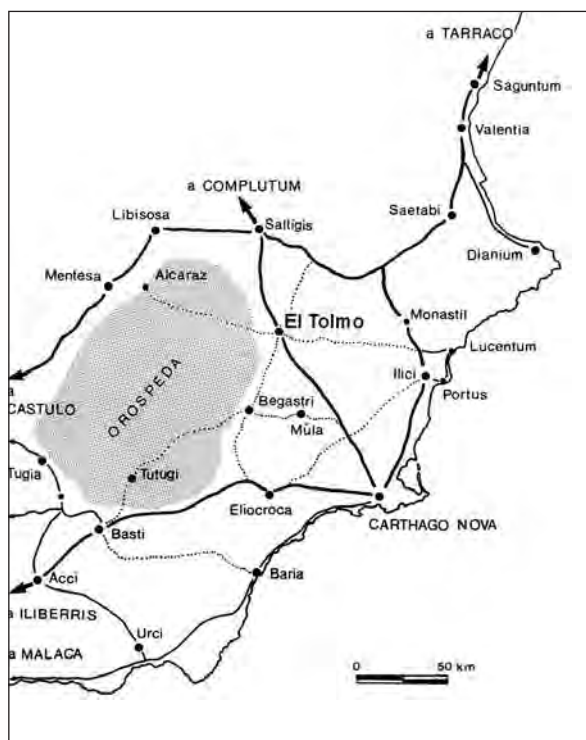 a TARRACO
Saguntum
Valentia
a COMPLUTUM
Libisosa
Saltigis
Saetabi
Dianium
Mentesa
Alcaraz
El Tolmo
Monastil
Lucentum
a
CASTULO
OROSPEDA
Ilici
Portus
Begastri
Mūla
Tugia
Tutugi
Eliocroca
CARTHAGO NOVA
Basti
Acci
Baria
a ILIBERRIS
Urci
a MALACA
0 50 km